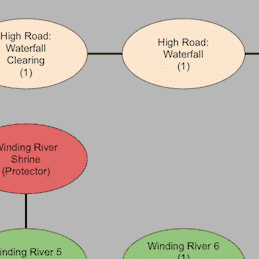 High Road:
Waterfall
Clearing
(1)
High Road:
Waterfall
(1)
Winding River
Shrine
(Protector)
Winding River 5
Winding River 6
(1)